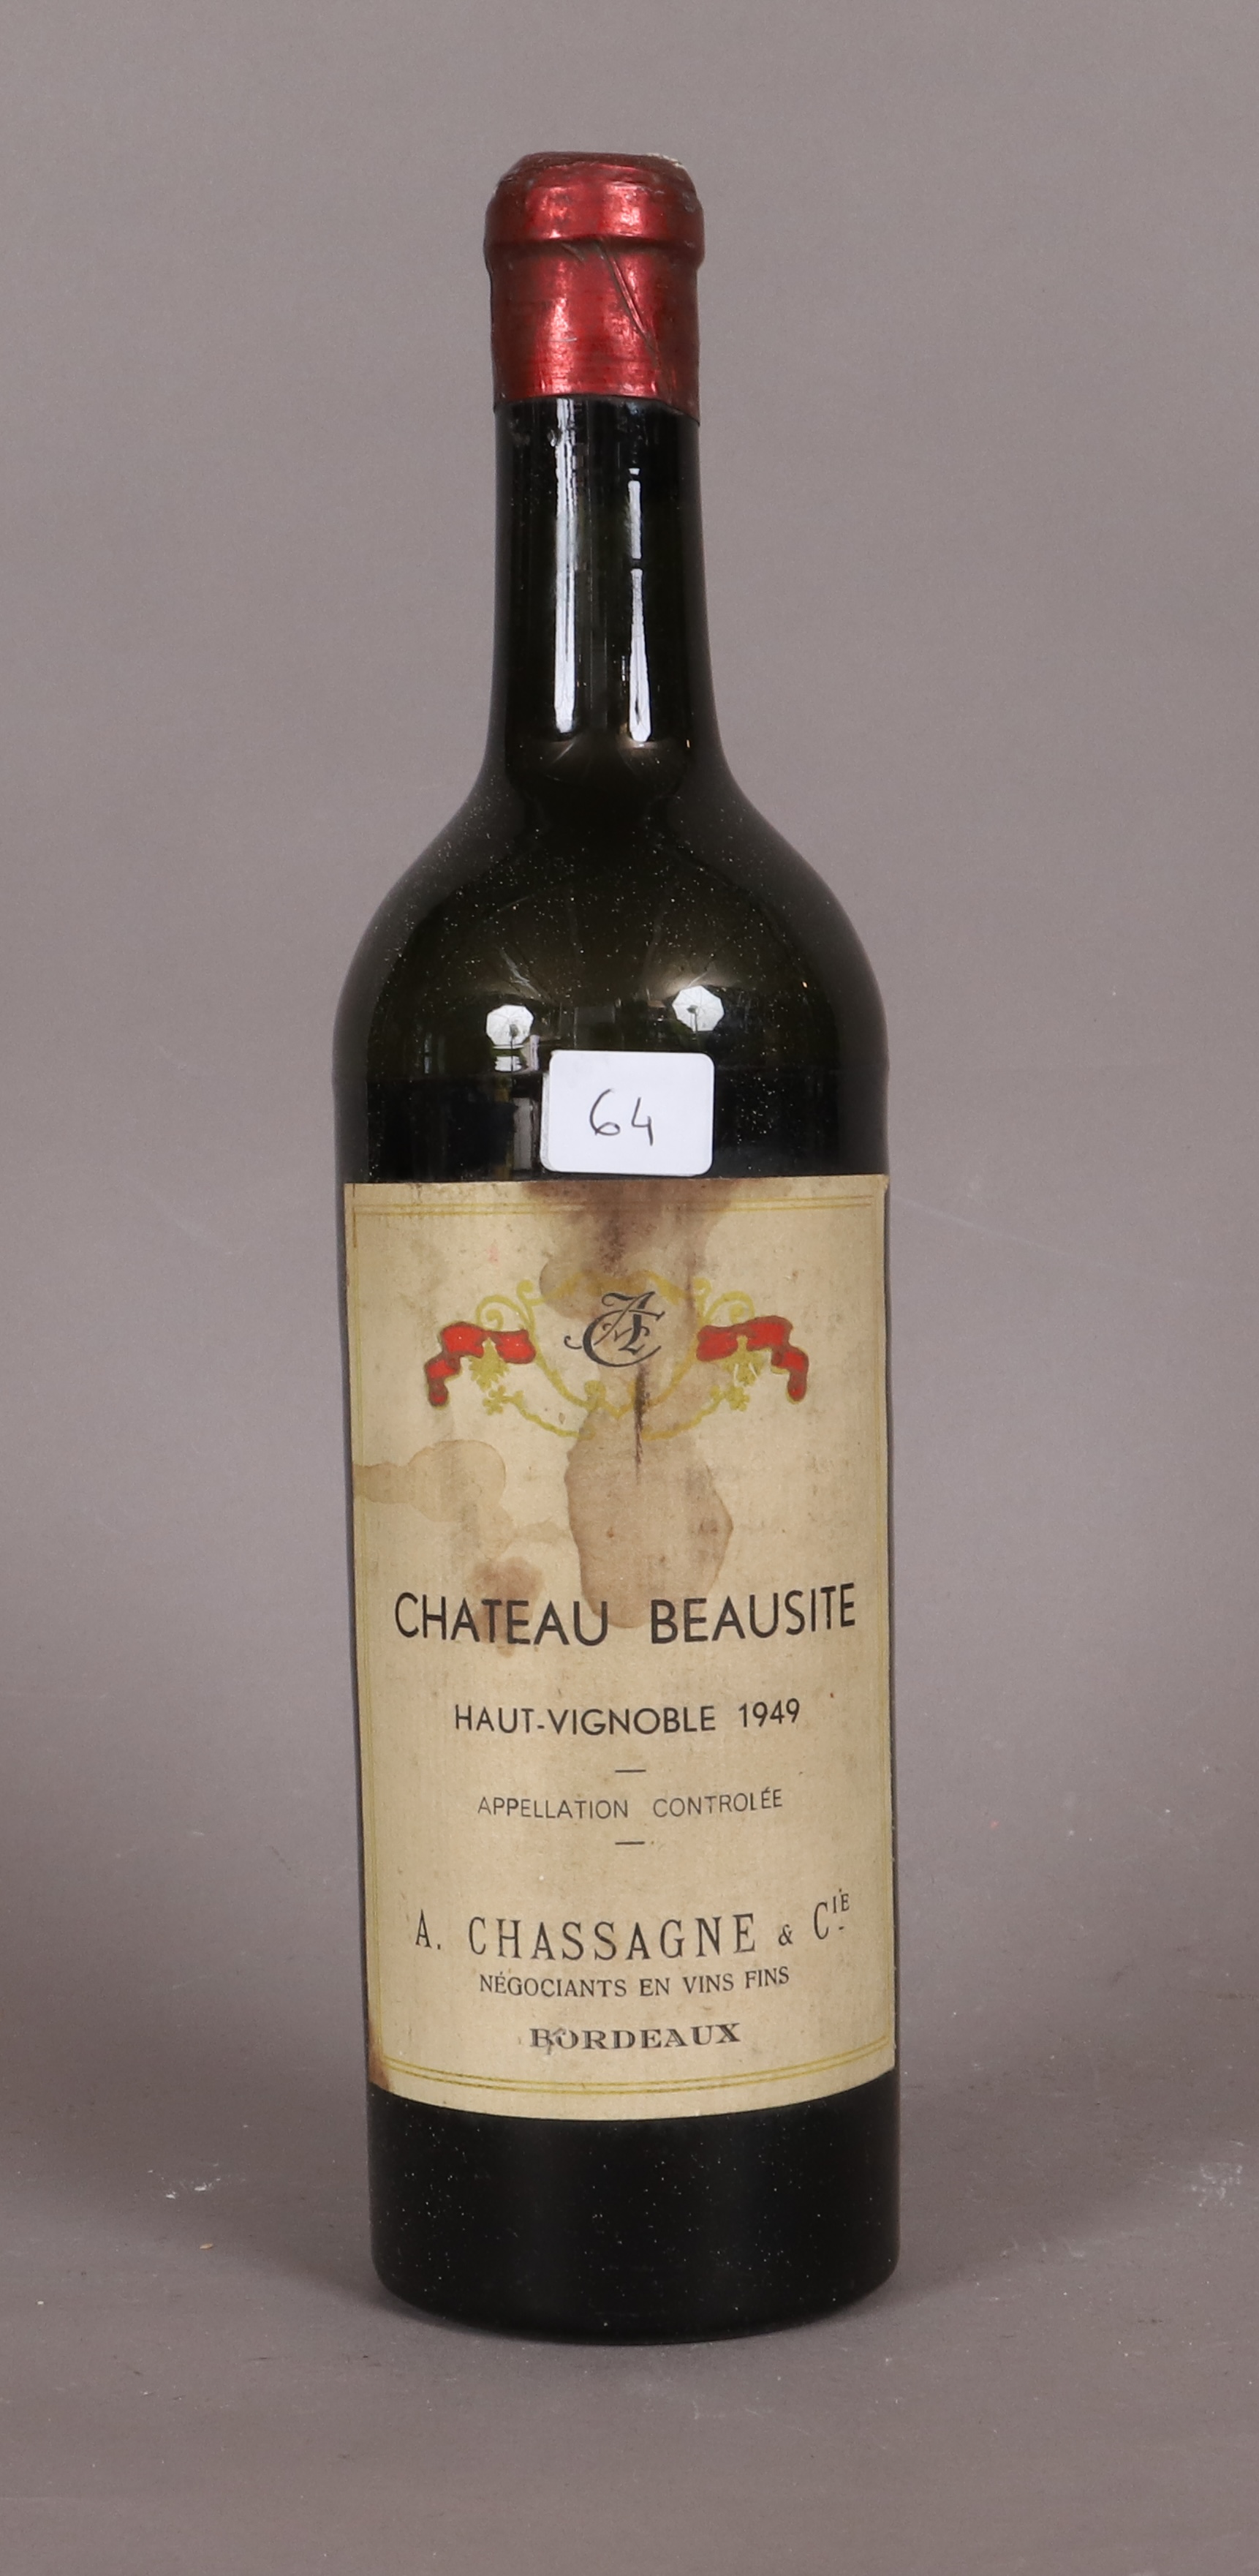 64
CHATEAU BEAUSITE
HAUT-VIGNOBLE 1949
APPELLATION CONTROLÉE
A. CHASSAGNE & CIE
NÉGOCIANTS EN VINS FINS
BORDEAUX